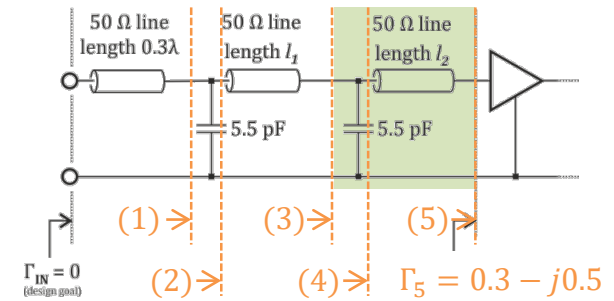 50 Ω line
length 0.3λ
50 Ω line
length l₁
50 Ω line
length l₂
5.5 pF
5.5 pF
(1)
(3)
(5)
Γ_IN = 0
(design goal)
(2)
(4)
Γ₅ = 0.3 − j0.5